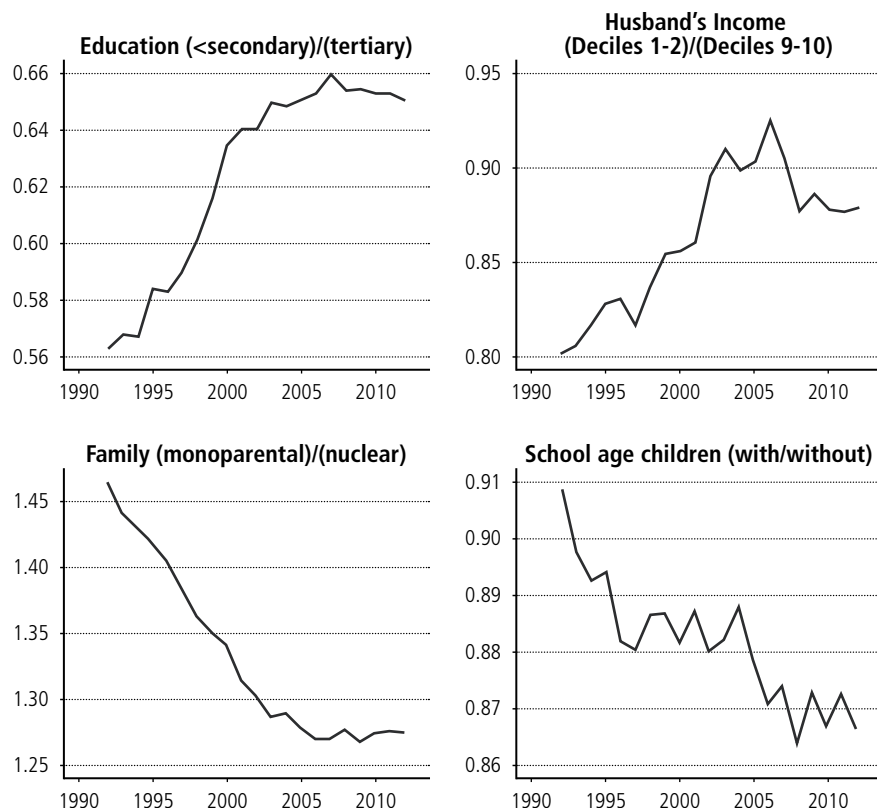 Education (<secondary)/(tertiary)
0.66
0.64
0.62
0.60
0.58
0.56
1990 1995 2000 2005 2010
Husband's Income
(Deciles 1-2)/(Deciles 9-10)
0.95
0.90
0.85
0.80
1990 1995 2000 2005 2010
Family (monoparental)/(nuclear)
1.45
1.40
1.35
1.30
1.25
1990 1995 2000 2005 2010
School age children (with/without)
0.91
0.90
0.89
0.88
0.87
0.86
1990 1995 2000 2005 2010